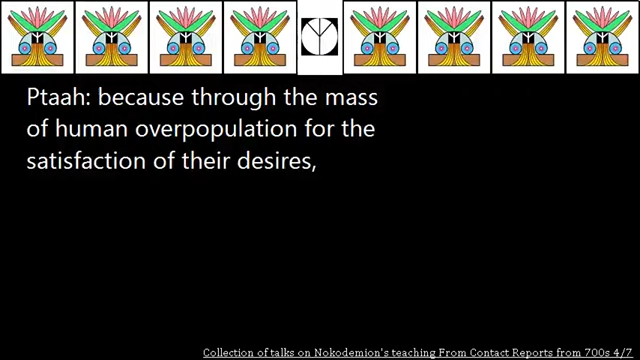 Ptaah: because through the mass
of human overpopulation for the
satisfaction of their desires,
Collection of talks on Nokodemion's teaching From Contact Reports from 700s 4/7